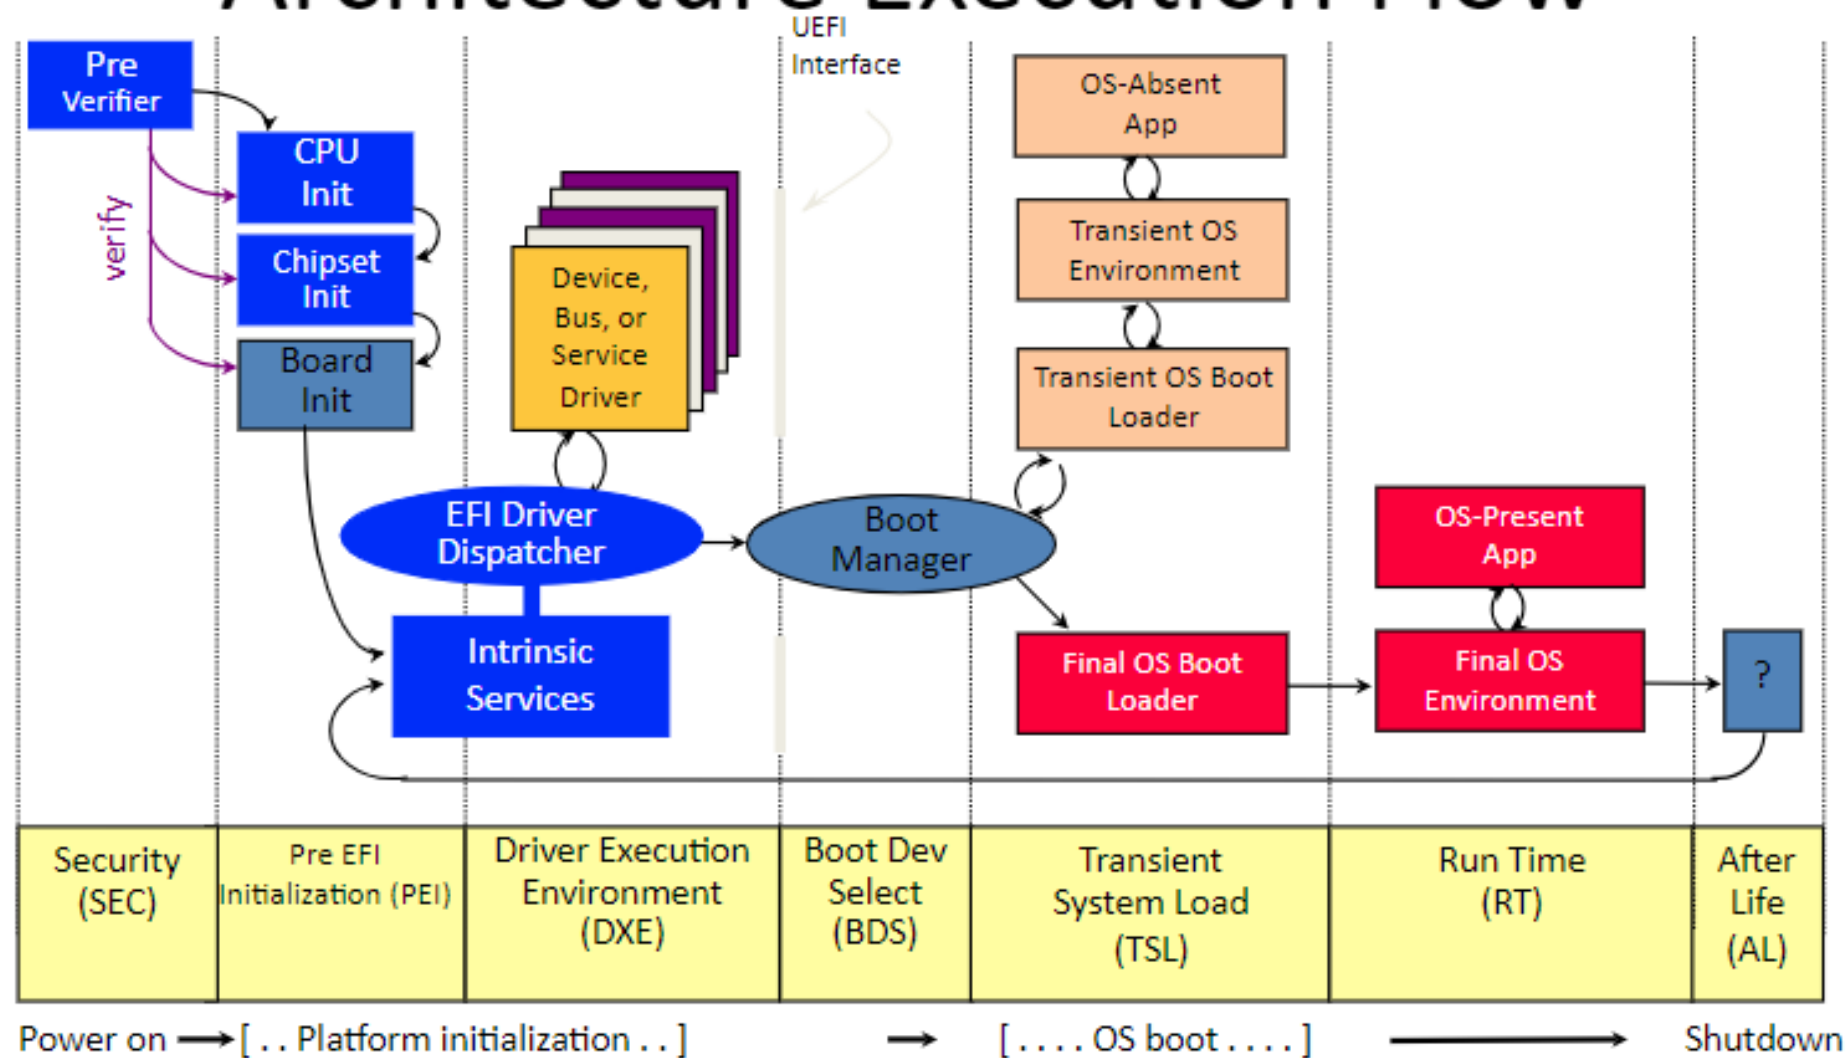 Architecture Execution Flow
UEFI
Interface
Pre
Verifier
verify
CPU
Init
Chipset
Init
Board
Init
Device,
Bus, or
Service
Driver
EFI Driver
Dispatcher
Intrinsic
Services
Boot
Manager
OS-Absent
App
Transient OS
Environment
Transient OS Boot
Loader
Final OS Boot
Loader
OS-Present
App
Final OS
Environment
?
Security
(SEC)
Pre EFI
Initialization (PEI)
Driver Execution
Environment
(DXE)
Boot Dev
Select
(BDS)
Transient
System Load
(TSL)
Run Time
(RT)
After
Life
(AL)
Power on [ . . Platform initialization . . ] [ . . . . OS boot . . . . ] Shutdown